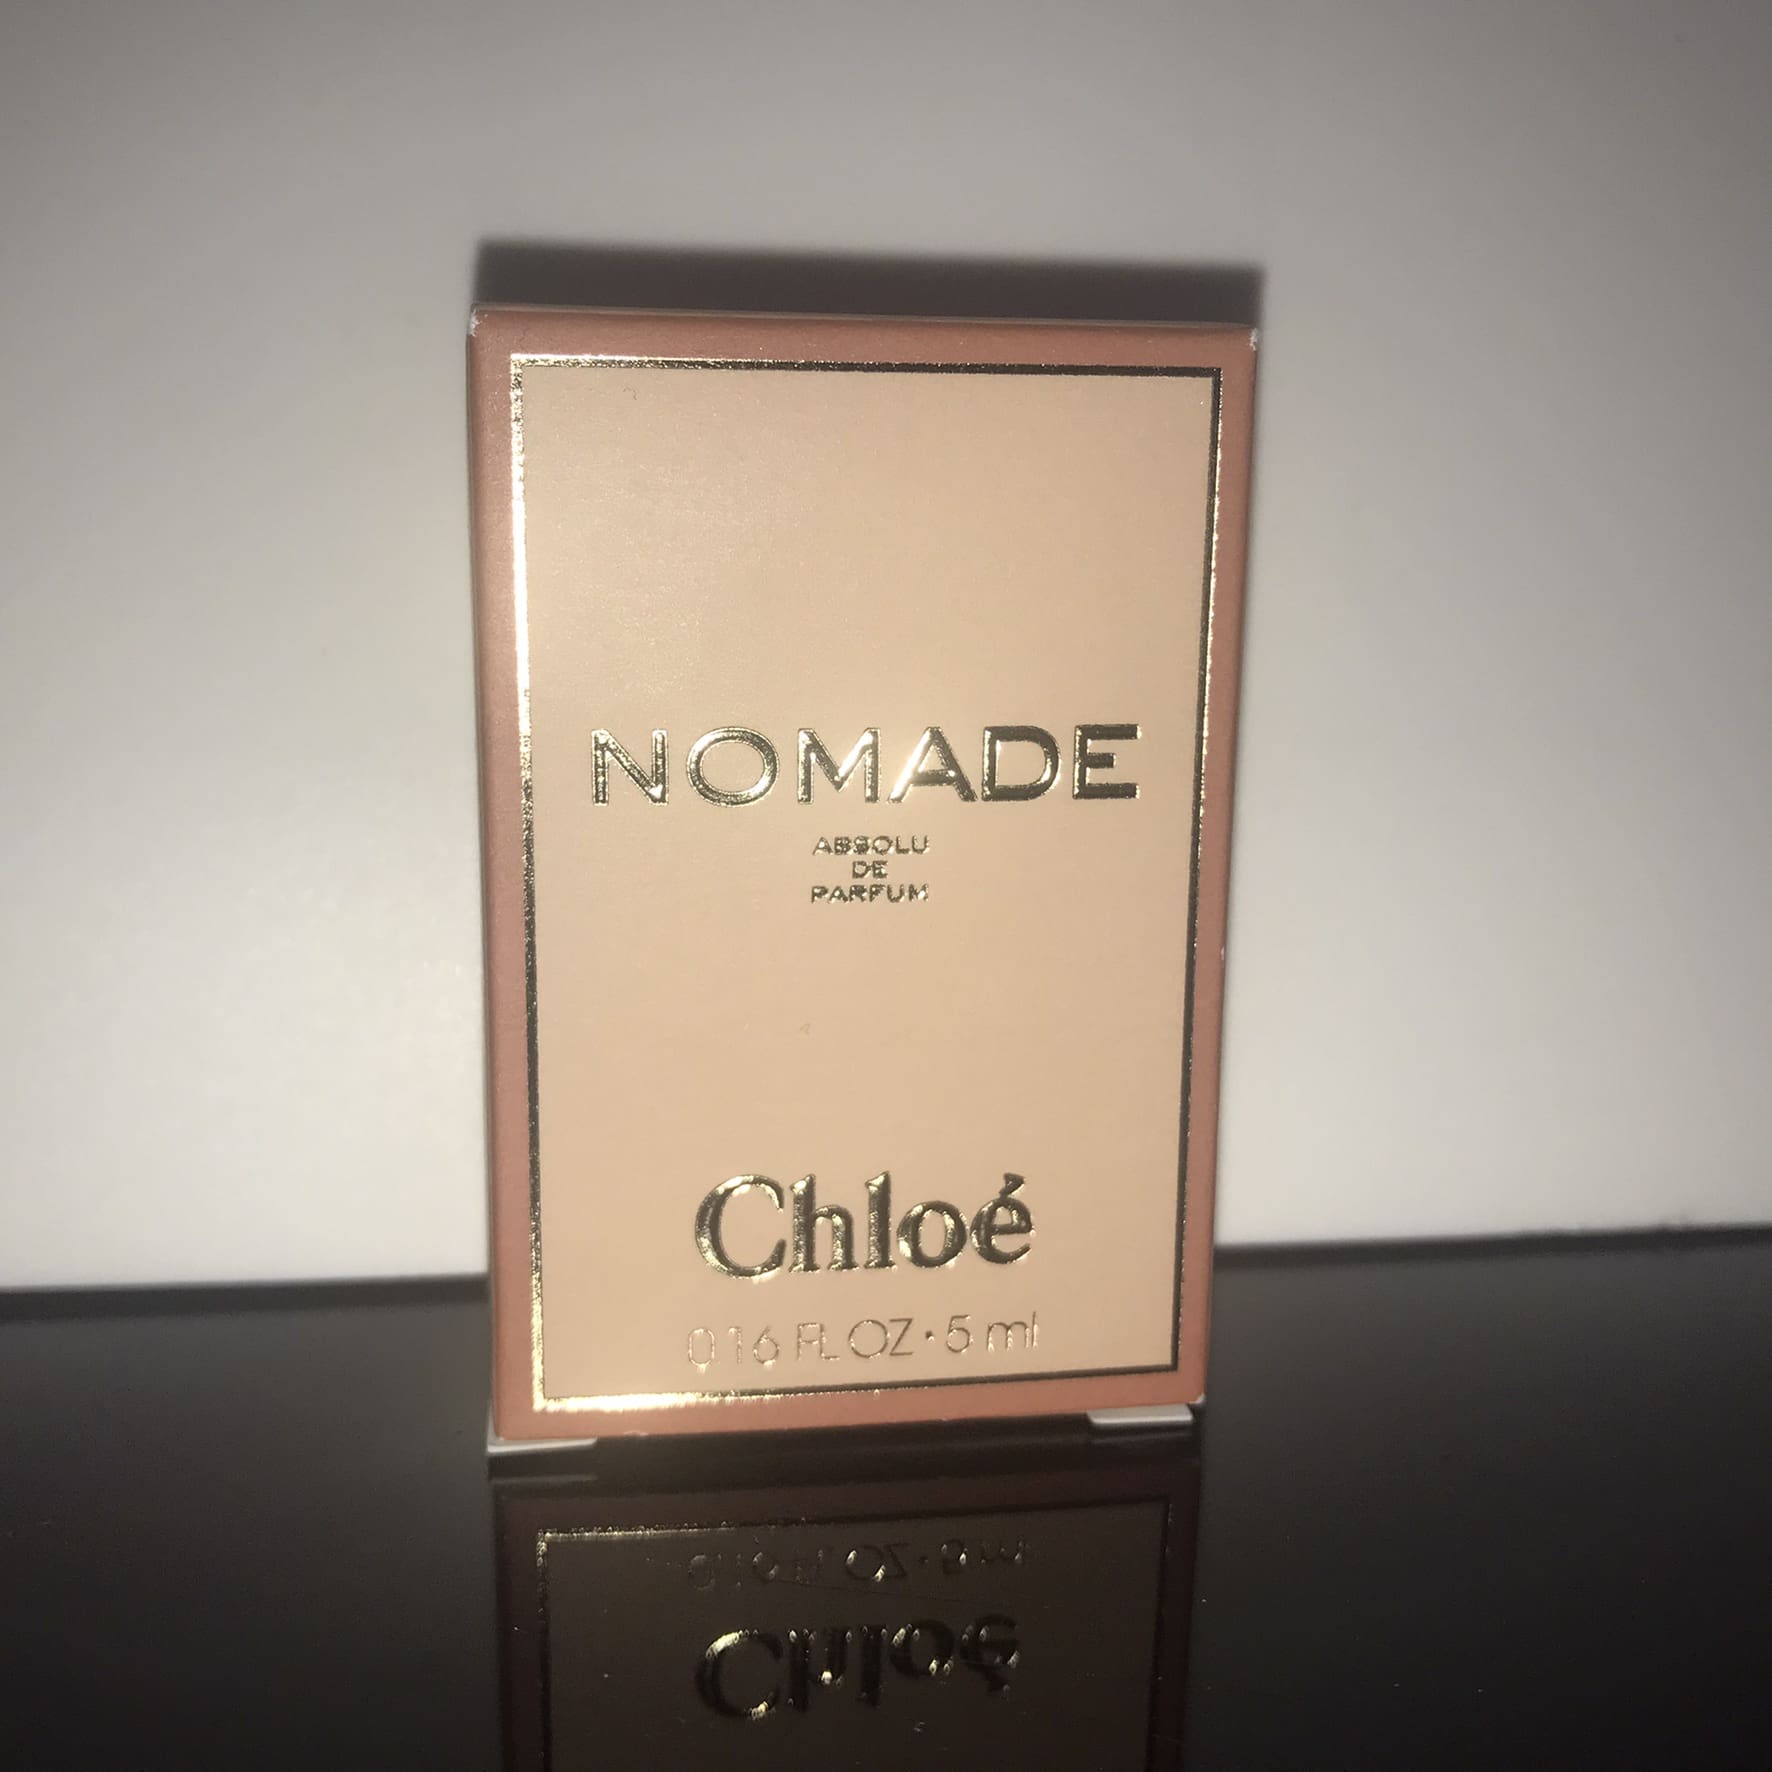 NOMADE
ABSOLU
DE
PARFUM
Chloé
0.16 FL OZ • 5 ml